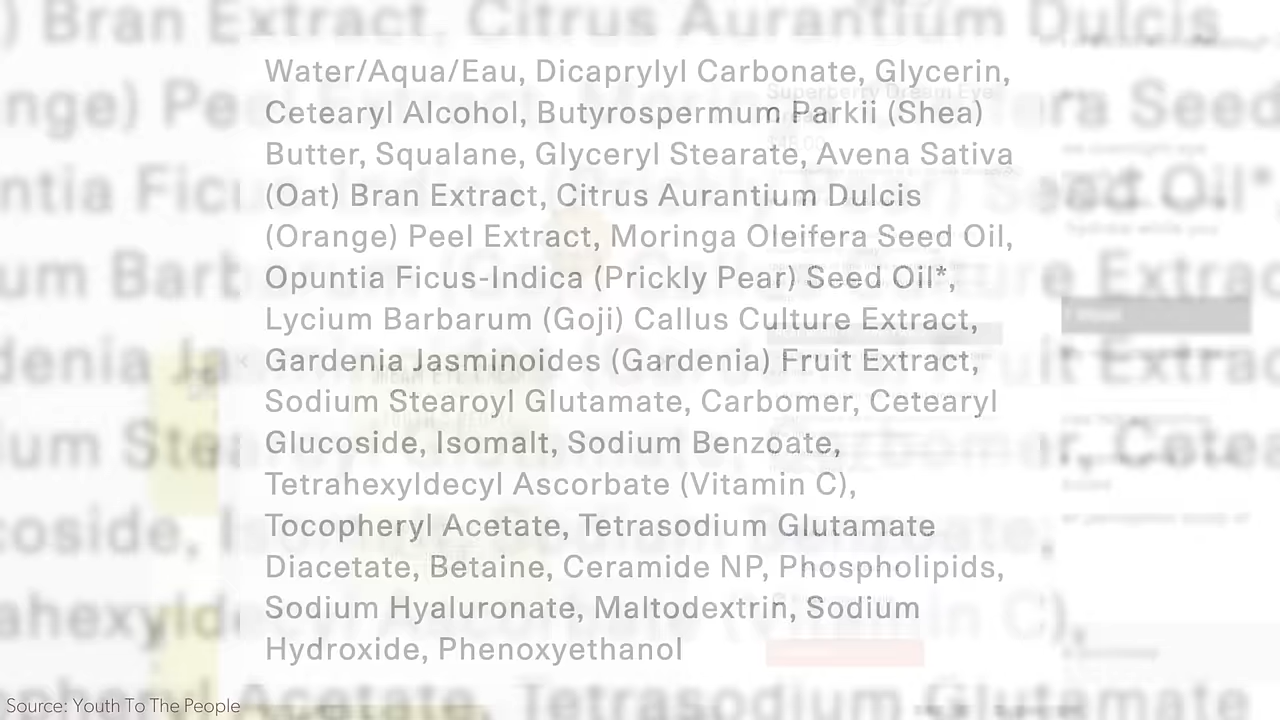 Water/Aqua/Eau, Dicaprylyl Carbonate, Glycerin,
Cetearyl Alcohol, Butyrospermum Parkii (Shea)
Butter, Squalane, Glyceryl Stearate, Avena Sativa
(Oat) Bran Extract, Citrus Aurantium Dulcis
(Orange) Peel Extract, Moringa Oleifera Seed Oil,
Opuntia Ficus-Indica (Prickly Pear) Seed Oil*,
Lycium Barbarum (Goji) Callus Culture Extract,
Gardenia Jasminoides (Gardenia) Fruit Extract,
Sodium Stearoyl Glutamate, Carbomer, Cetearyl
Glucoside, Isomalt, Sodium Benzoate,
Tetrahexyldecyl Ascorbate (Vitamin C),
Tocopheryl Acetate, Tetrasodium Glutamate
Diacetate, Betaine, Ceramide NP, Phospholipids,
Sodium Hyaluronate, Maltodextrin, Sodium
Hydroxide, Phenoxyethanol
Source: Youth To The People